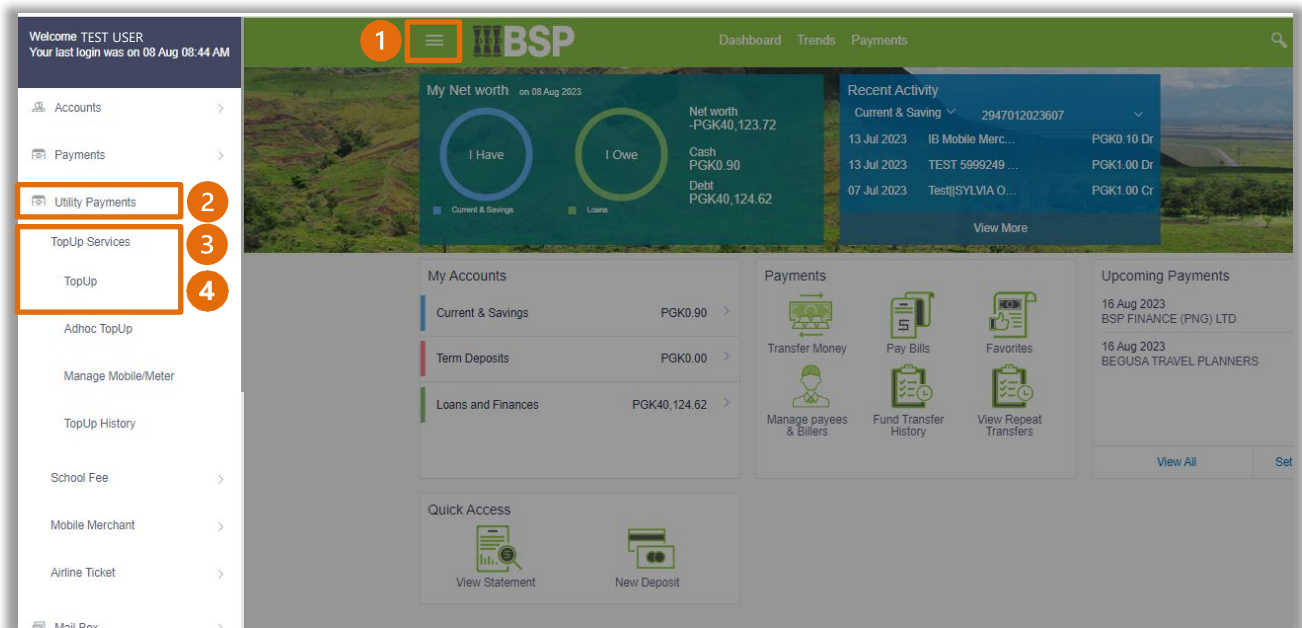 Welcome TEST USER
Your last login was on 08 Aug 08:44 AM
Accounts
Payments
Utility Payments
2
TopUp Services
3
TopUp
4
Adhoc TopUp
Manage Mobile/Meter
TopUp History
School Fee
Mobile Merchant
Airline Ticket
Mail Box
1
BSP
Dashboard Trends Payments
My Net worth on 08 Aug 2023
I Have
I Owe
Current & Savings
Loans
Net worth
-PGK40,123.72
Cash
PGK0.90
Debt
PGK40,124.62
Recent Activity
Current & Saving 2947012023607
13 Jul 2023 IB Mobile Merc... PGK0.10 Dr
13 Jul 2023 TEST 5999249 ... PGK1.00 Dr
07 Jul 2023 Test||SYLVIA O... PGK1.00 Cr
View More
My Accounts
Current & Savings PGK0.90
Term Deposits PGK0.00
Loans and Finances PGK40,124.62
Payments
Transfer Money
Pay Bills
Favorites
Manage payees
& Billers
Fund Transfer
History
View Repeat
Transfers
Upcoming Payments
16 Aug 2023
BSP FINANCE (PNG) LTD
16 Aug 2023
BEGUSA TRAVEL PLANNERS
View All Set
Quick Access
View Statement
New Deposit